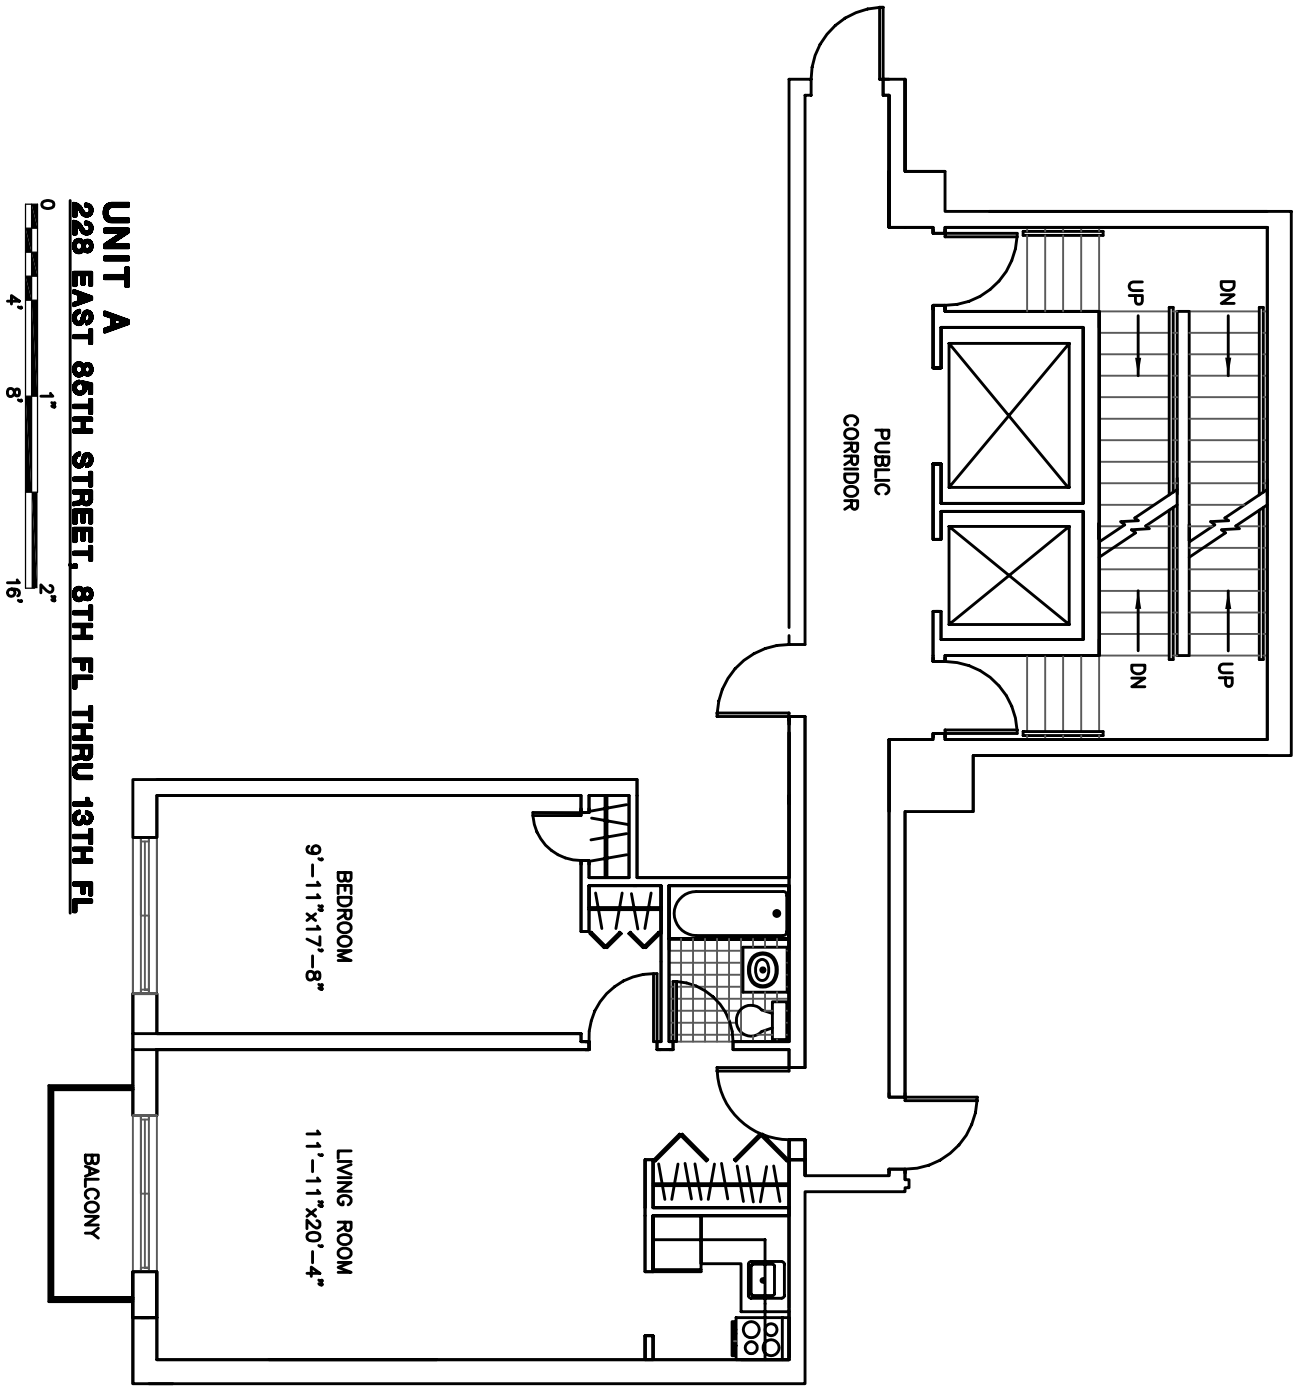 DN
UP
UP
DN
PUBLIC
CORRIDOR
BEDROOM
9'-11"x17'-8"
LIVING ROOM
11'-11"x20'-4"
BALCONY
UNIT A
228 EAST 85TH STREET, 8TH FL THRU 13TH FL
0 1" 2"
4' 8' 16'